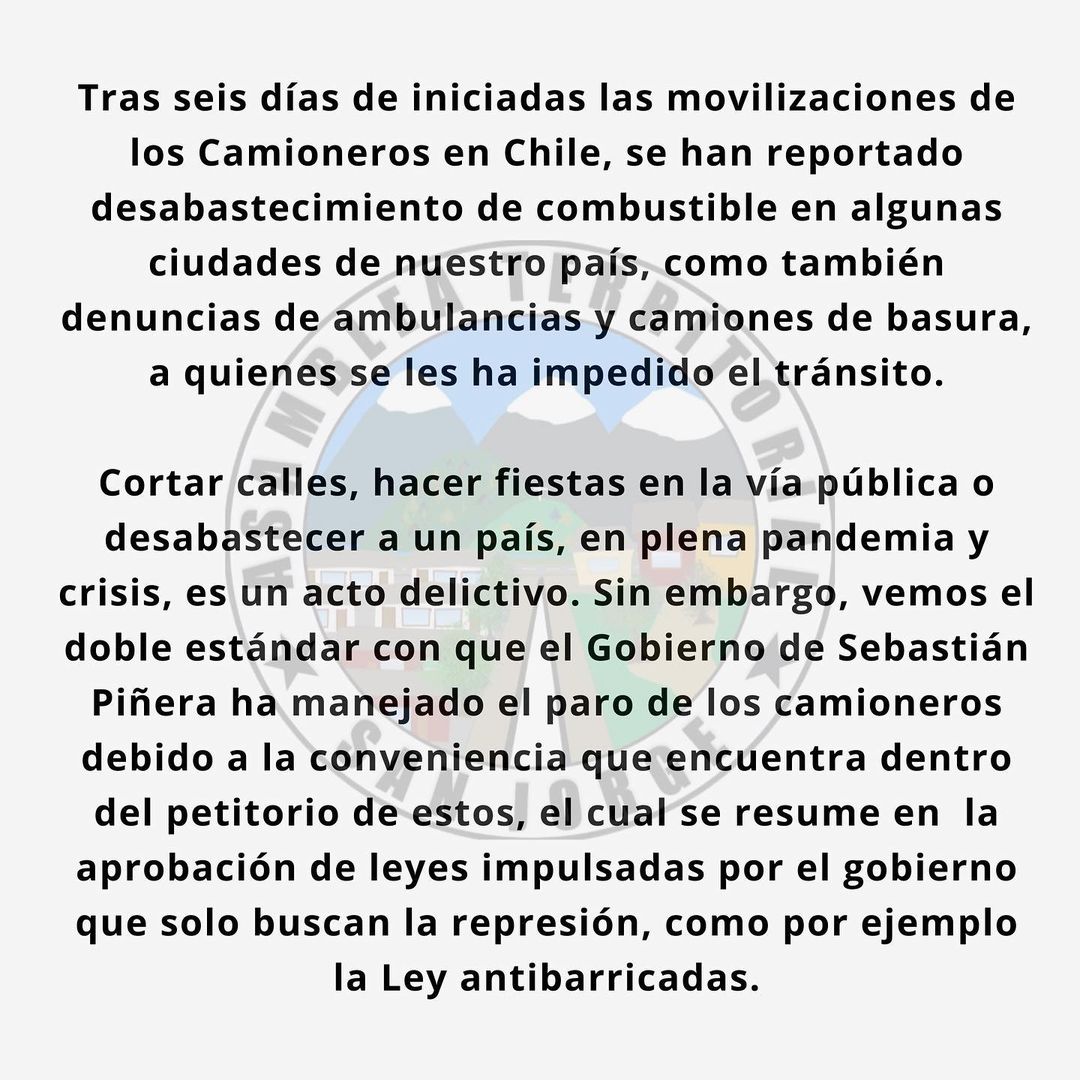 Tras seis días de iniciadas las movilizaciones de
los Camioneros en Chile, se han reportado
desabastecimiento de combustible en algunas
ciudades de nuestro país, como también
denuncias de ambulancias y camiones de basura,
a quienes se les ha impedido el tránsito.
Cortar calles, hacer fiestas en la vía pública o
desabastecer a un país, en plena pandemia y
crisis, es un acto delictivo. Sin embargo, vemos el
doble estándar con que el Gobierno de Sebastián
Piñera ha manejado el paro de los camioneros
debido a la conveniencia que encuentra dentro
del petitorio de estos, el cual se resume en  la
aprobación de leyes impulsadas por el gobierno
que solo buscan la represión, como por ejemplo
la Ley antibarricadas.
ASAMBLEA TERRITORIAL
SAN JORGE